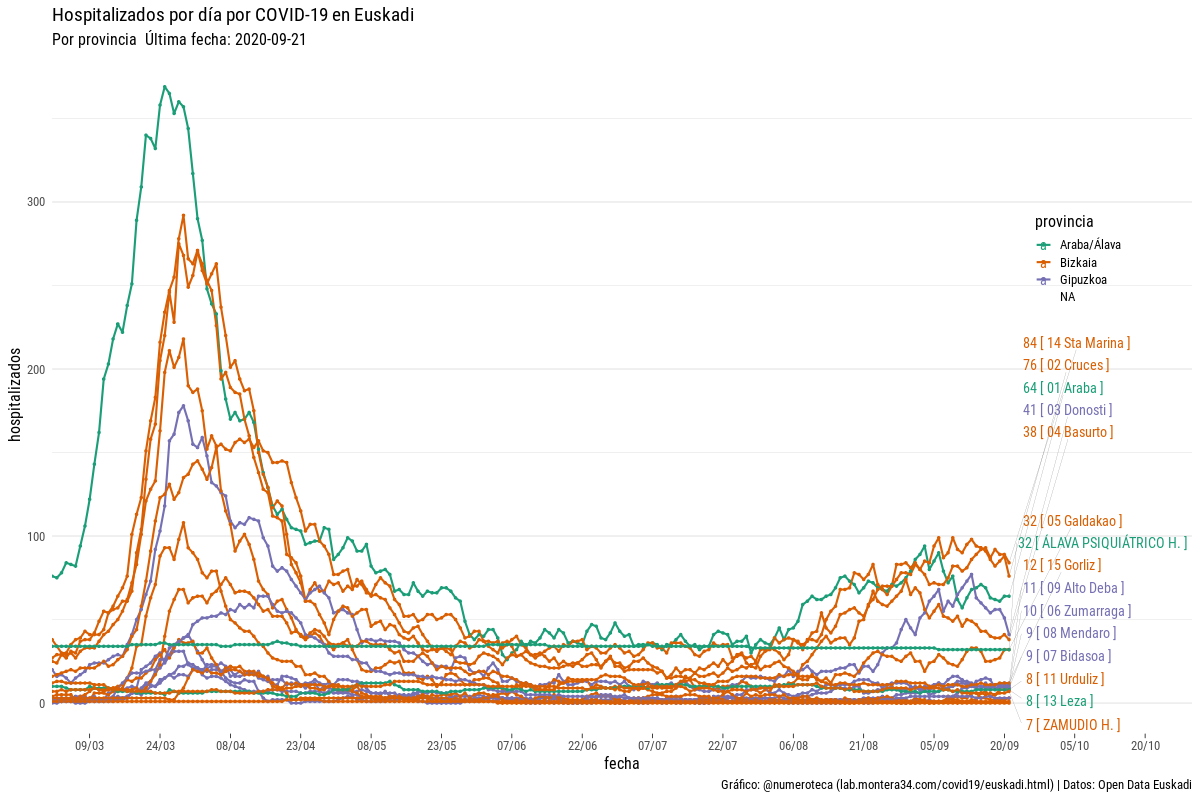 Hospitalizados por día por COVID-19 en Euskadi
Por provincia Última fecha: 2020-09-21
hospitalizados
300
200
100
0
provincia
Araba/Álava
Bizkaia
Gipuzkoa
NA
84 [ 14 Sta Marina ]
76 [ 02 Cruces ]
64 [ 01 Araba ]
41 [ 03 Donosti ]
38 [ 04 Basurto ]
32 [ 05 Galdakao ]
32 [ ÁLAVA PSIQUIÁTRICO H. ]
12 [ 15 Gorliz ]
11 [ 09 Alto Deba ]
10 [ 06 Zumarraga ]
9 [ 08 Mendaro ]
9 [ 07 Bidasoa ]
8 [ 11 Urduliz ]
8 [ 13 Leza ]
7 [ ZAMUDIO H. ]
09/03 24/03 08/04 23/04 08/05 23/05 07/06 22/06 07/07 22/07 06/08 21/08 05/09 20/09 05/10 20/10
fecha
Gráfico: @numeroteca (lab.montera34.com/covid19/euskadi.html) | Datos: Open Data Euskadi